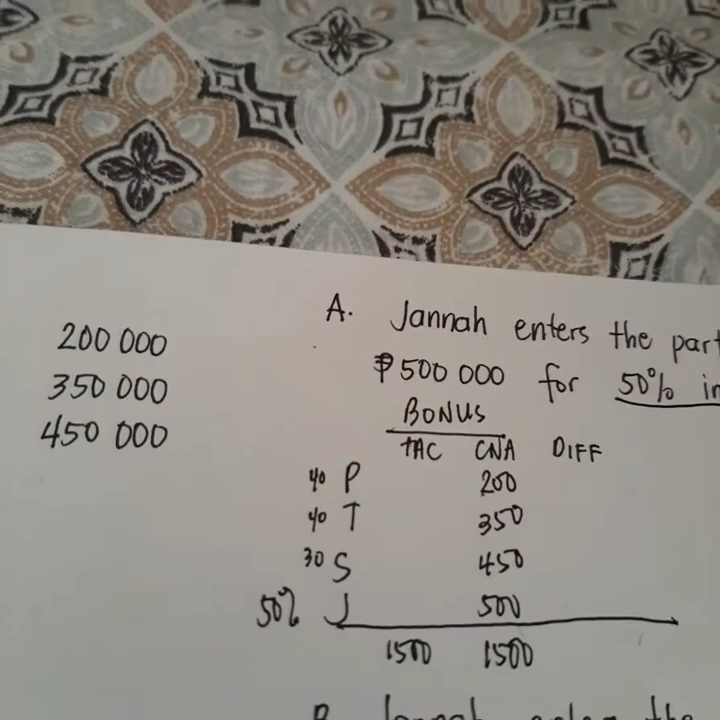 200 000
350 000
450 000
A. Jannah enters the part
₱500 000 for 50% in
BONUS
TAC CNA DIFF
40 P 200
40 T 350
30 S 450
50% J 500
1500 1500